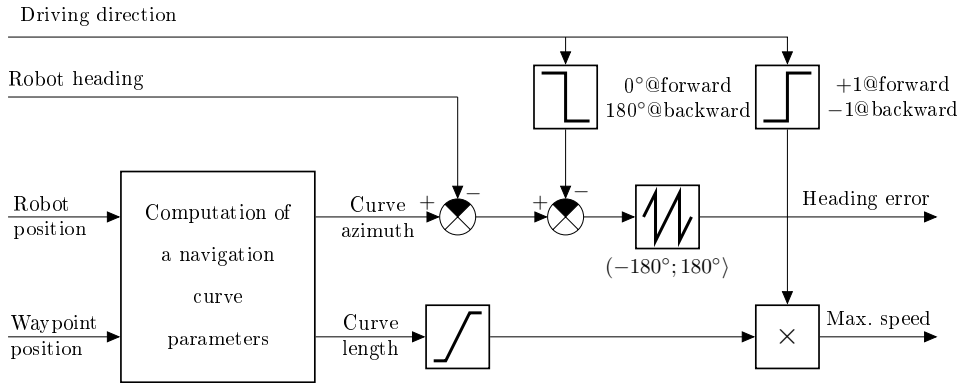 Driving direction
Robot heading
0°@forward
180°@backward
+1@forward
−1@backward
Robot
position
Computation of
a navigation
curve
parameters
Curve
azimuth
+
−
+
−
(−180°; 180°⟩
Heading error
Waypoint
position
Curve
length
×
Max. speed